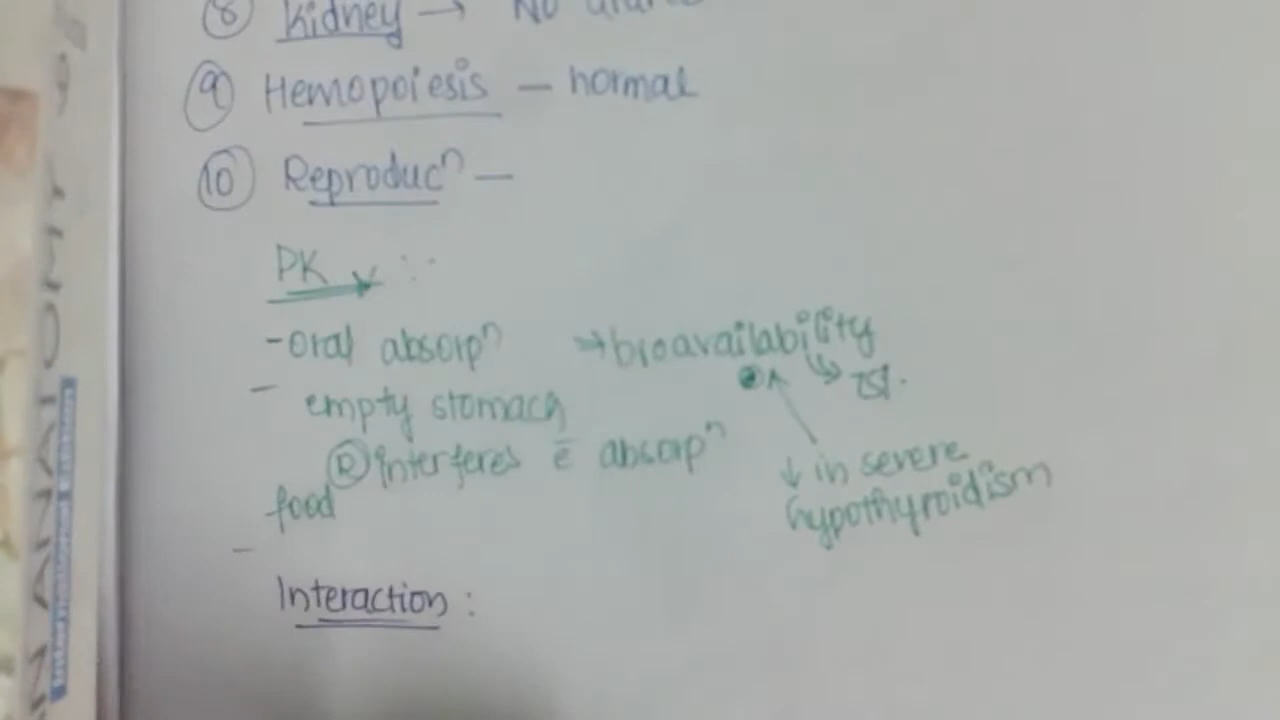 ⑧ Kidney → No
⑨ Hemopoiesis — normal
⑩ Reproducⁿ —
PK
- oral absorpⁿ → bioavailability
- empty stomach
Ⓡ interferes c̄ absorpⁿ
food
↓ in severe
hypothyroidism
Interaction :